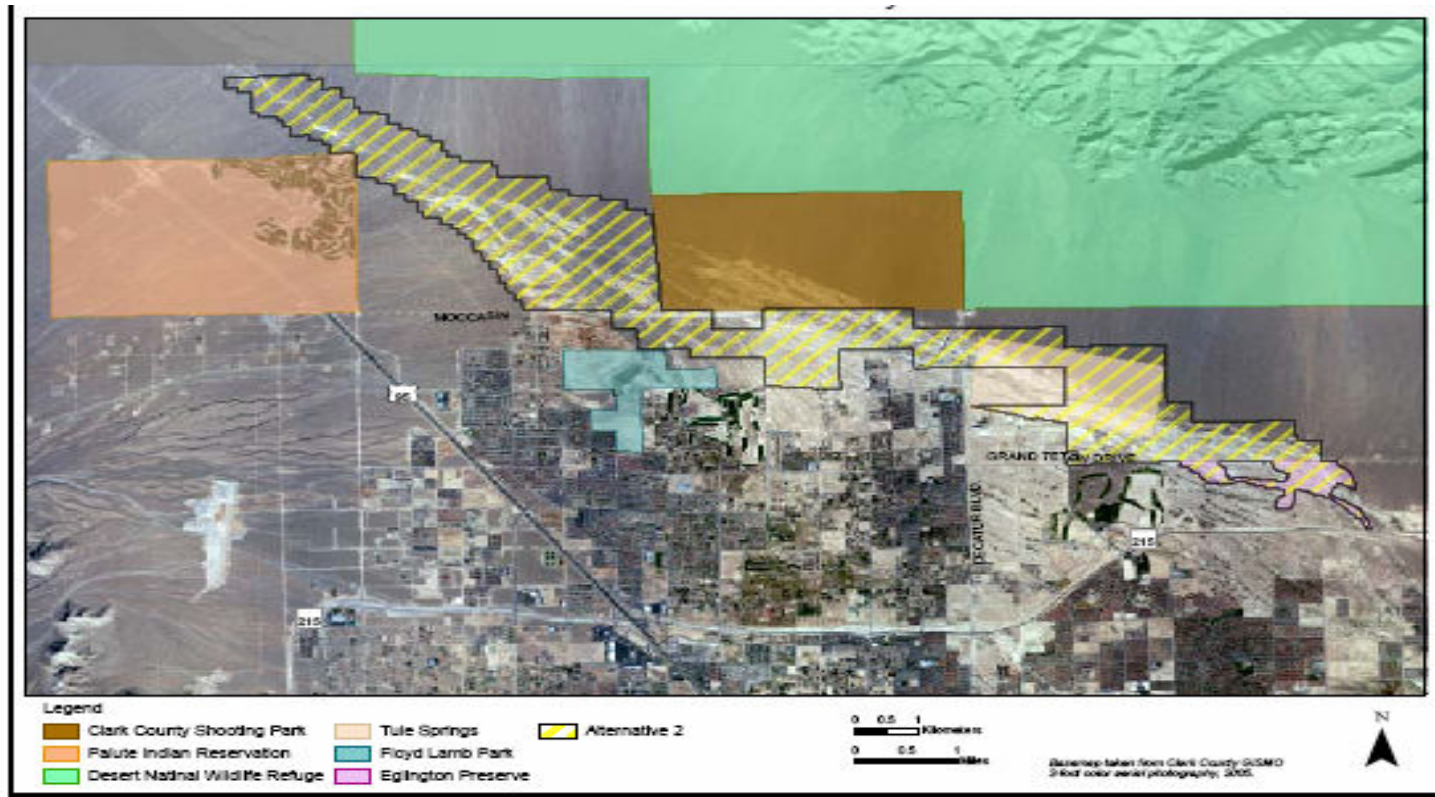 MOCCASIN
95
GRAND TETON DRIVE
DECATUR BLVD.
215
215
Legend
Clark County Shooting Park
Paiute Indian Reservation
Desert Natinal Wildlife Refuge
Tule Springs
Floyd Lamb Park
Eglington Preserve
Alternative 2
0 0.5 1
Kilometers
0 0.5 1
Miles
N
Basemap taken from Clark County GISMO
2-foot color aerial photography, 2005.